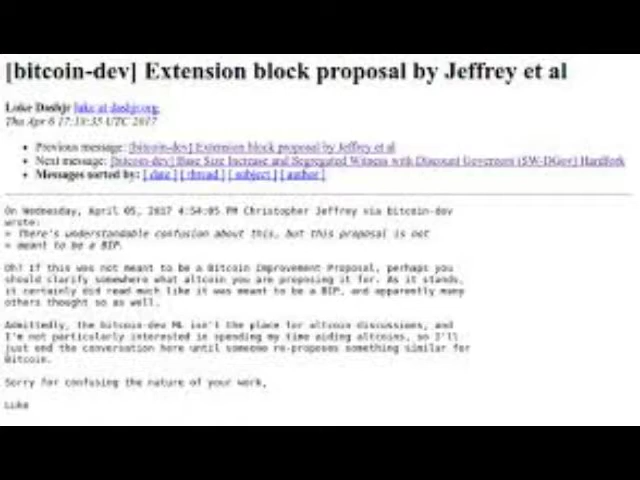 [bitcoin-dev] Extension block proposal by Jeffrey et al
Luke Dashjr luke at dashjr.org
Thu Apr 6 17:18:35 UTC 2017
Previous message: [bitcoin-dev] Extension block proposal by Jeffrey et al
Next message: [bitcoin-dev] Base Size Increase and Segregated Witness with Discount Governors (SW-DGov) Hardfork
Messages sorted by: [ date ] [ thread ] [ subject ] [ author ]
On Wednesday, April 05, 2017 4:54:05 PM Christopher Jeffrey via bitcoin-dev
wrote:
> There's understandable confusion about this, but this proposal is not
> meant to be a BIP.
Oh? If this was not meant to be a Bitcoin Improvement Proposal, perhaps you
should clarify somewhere what altcoin you are proposing it for. As it stands,
it certainly did read much like it was meant to be a BIP, and apparently many
others thought so as well.
Admittedly, the bitcoin-dev ML isn't the place for altcoin discussions, and
I'm not particularly interested in spending my time aiding altcoins, so I'll
just end the conversation here until someone re-proposes something similar for
Bitcoin.
Sorry for confusing the nature of your work,
Luke